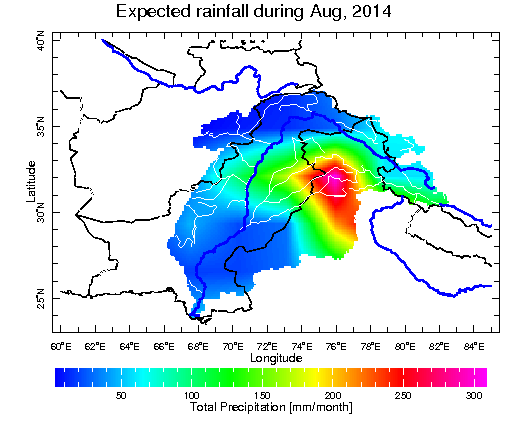 Expected rainfall during Aug, 2014
40°N
35°N
30°N
25°N
Latitude
60°E 62°E 64°E 66°E 68°E 70°E 72°E 74°E 76°E 78°E 80°E 82°E 84°E
Longitude
50 100 150 200 250 300
Total Precipitation [mm/month]